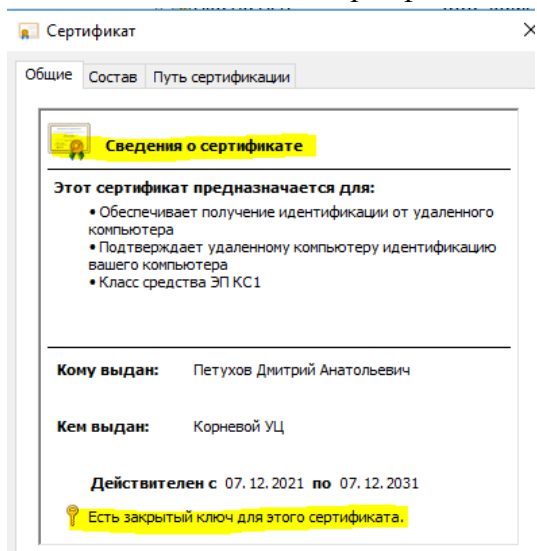 Сертификат
Общие Состав Путь сертификации
Сведения о сертификате
Этот сертификат предназначается для:
• Обеспечивает получение идентификации от удаленного
компьютера
• Подтверждает удаленному компьютеру идентификацию
вашего компьютера
• Класс средства ЭП КС1
Кому выдан: Петухов Дмитрий Анатольевич
Кем выдан: Корневой УЦ
Действителен с 07.12.2021 по 07.12.2031
Есть закрытый ключ для этого сертификата.